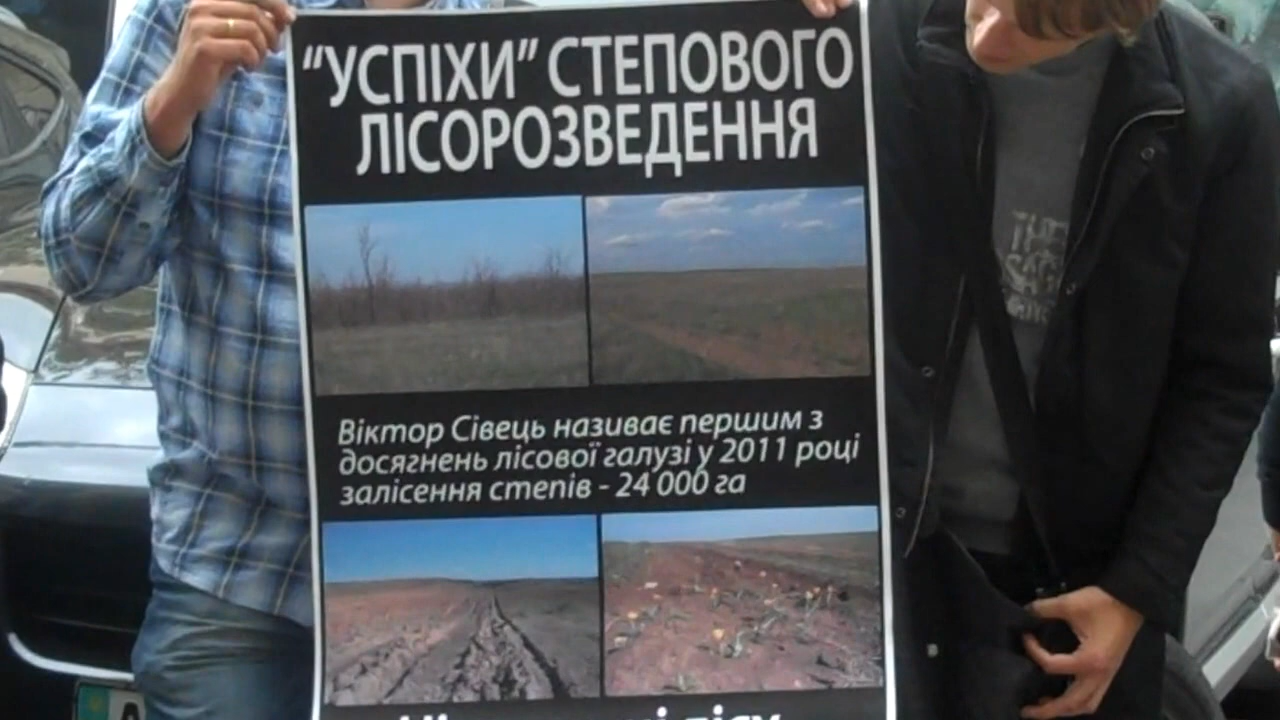 “УСПІХИ” СТЕПОВОГО
ЛІСОРОЗВЕДЕННЯ
Віктор Сівець називає першим з
досягнень лісової галузі у 2011 році
залісення степів - 24 000 га